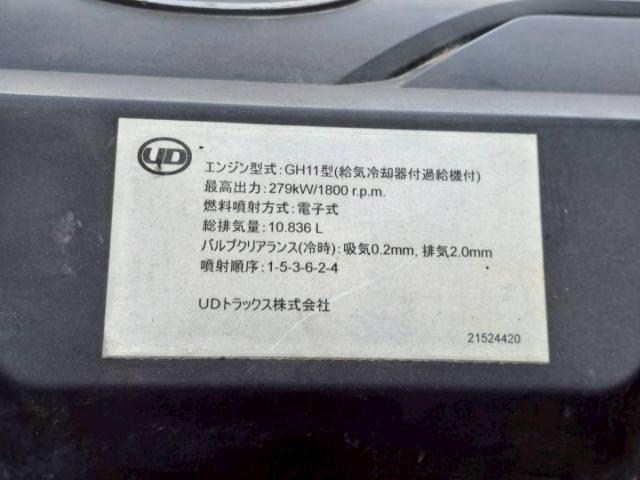 UD
エンジン型式:GH11型(給気冷却器付過給機付)
最高出力:279kW/1800 r.p.m.
燃料噴射方式:電子式
総排気量:10.836 L
バルブクリアランス(冷時):吸気0.2mm, 排気2.0mm
噴射順序:1-5-3-6-2-4
UDトラックス株式会社
21524420